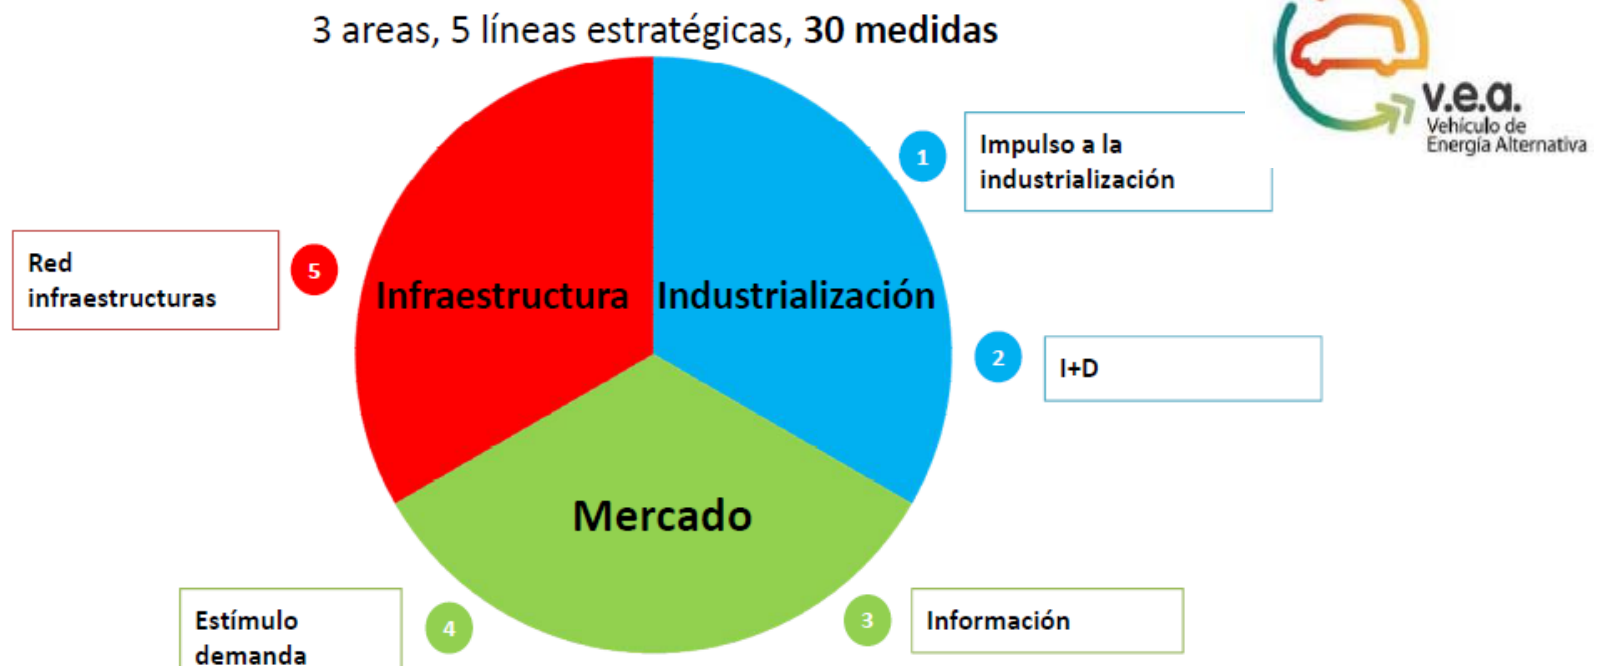 3 areas, 5 líneas estratégicas, 30 medidas
v.e.a.
Vehículo de
Energía Alternativa
1
Impulso a la
industrialización
Red
infraestructuras
5
Infraestructura
Industrialización
2
I+D
Mercado
Estímulo
demanda
4
3
Información